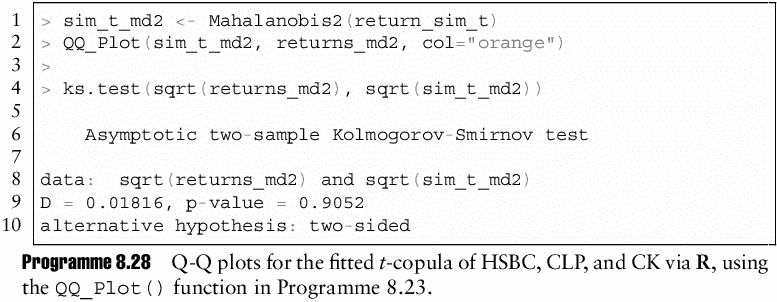 1 > sim_t_md2 <- Mahalanobis2(return_sim_t)
2 > QQ_Plot(sim_t_md2, returns_md2, col="orange")
3 >
4 > ks.test(sqrt(returns_md2), sqrt(sim_t_md2))
5
6 Asymptotic two-sample Kolmogorov-Smirnov test
7
8 data: sqrt(returns_md2) and sqrt(sim_t_md2)
9 D = 0.01816, p-value = 0.9052
10 alternative hypothesis: two-sided
Programme 8.28 Q-Q plots for the fitted t-copula of HSBC, CLP, and CK via R, using
the QQ_Plot() function in Programme 8.23.